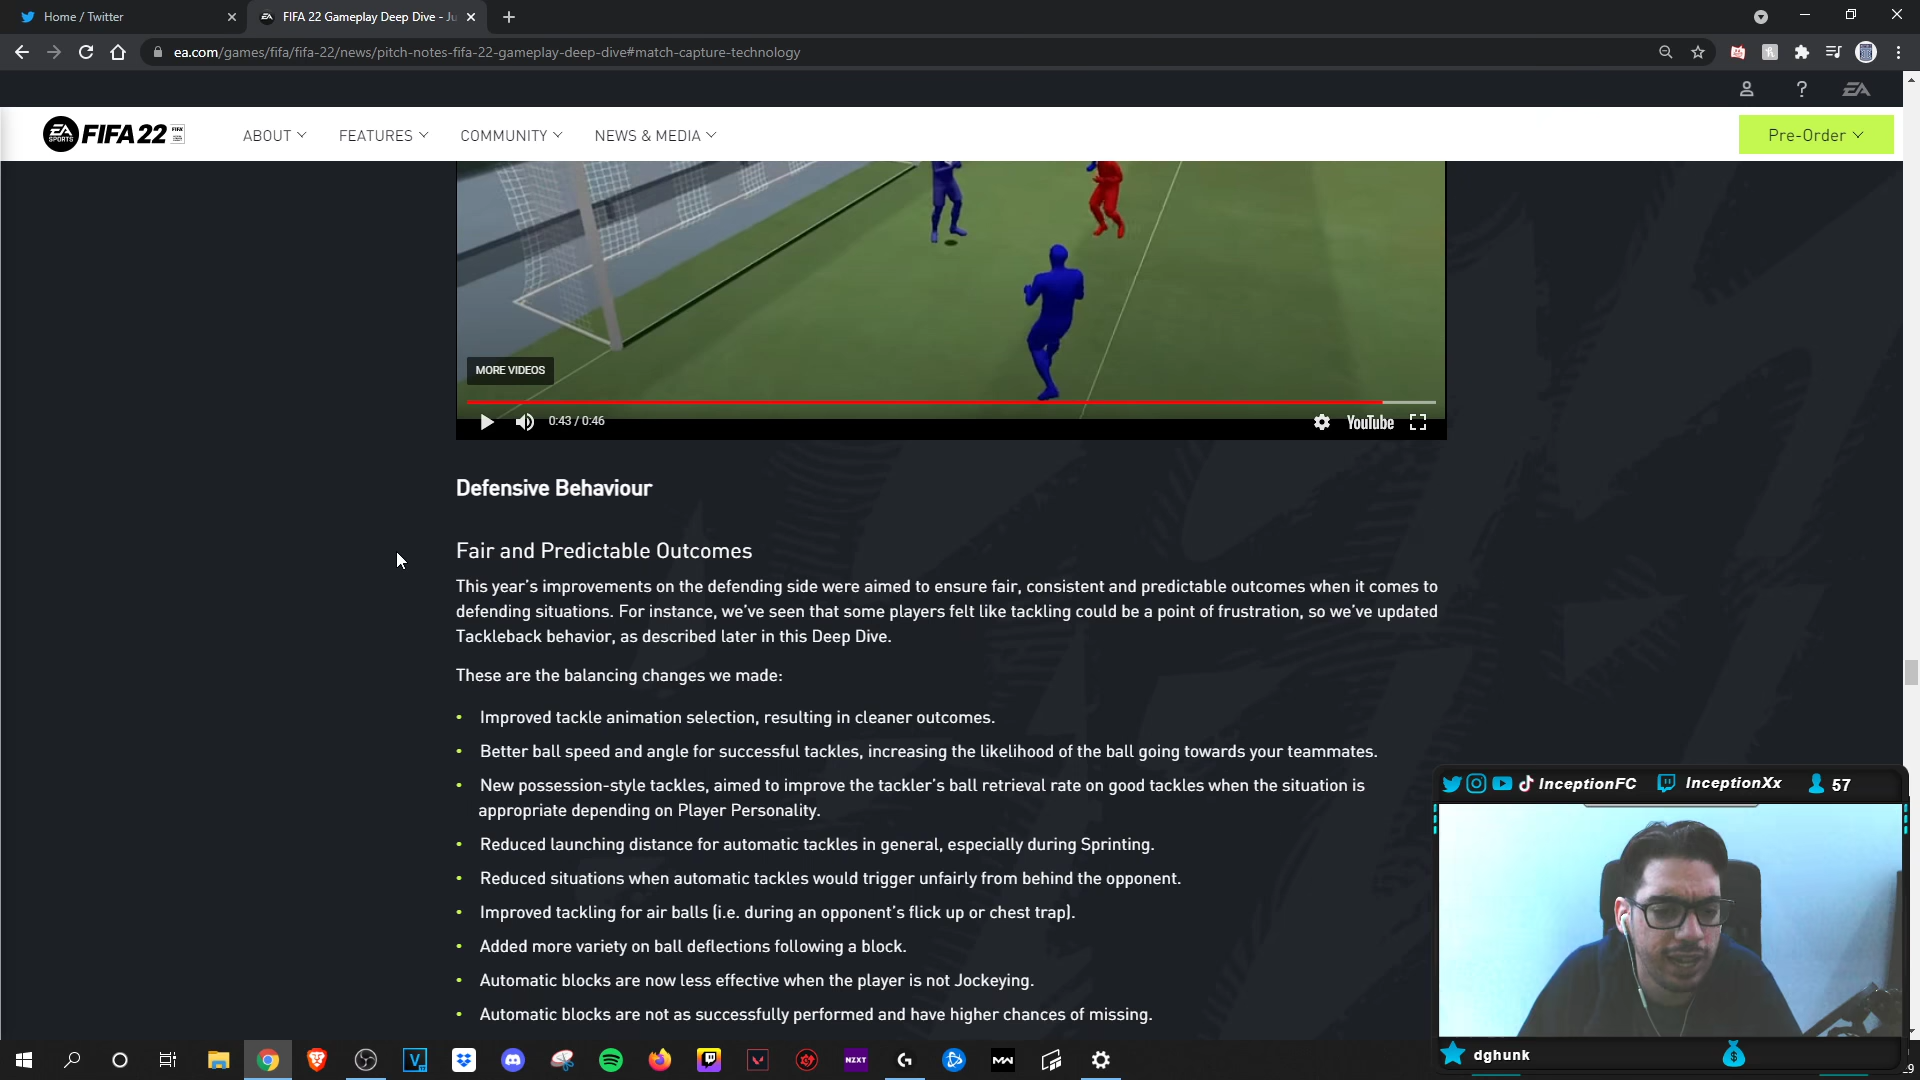 Home / Twitter
FIFA 22 Gameplay Deep Dive - Ju
ea.com/games/fifa/fifa-22/news/pitch-notes-fifa-22-gameplay-deep-dive#match-capture-technology
EA
EA SPORTS FIFA 22
ABOUT FEATURES COMMUNITY NEWS & MEDIA
Pre-Order
MORE VIDEOS
0:43 / 0:46
YouTube
Defensive Behaviour
Fair and Predictable Outcomes
This year's improvements on the defending side were aimed to ensure fair, consistent and predictable outcomes when it comes to
defending situations. For instance, we've seen that some players felt like tackling could be a point of frustration, so we've updated
Tackleback behavior, as described later in this Deep Dive.
These are the balancing changes we made:
• Improved tackle animation selection, resulting in cleaner outcomes.
• Better ball speed and angle for successful tackles, increasing the likelihood of the ball going towards your teammates.
• New possession-style tackles, aimed to improve the tackler's ball retrieval rate on good tackles when the situation is
appropriate depending on Player Personality.
• Reduced launching distance for automatic tackles in general, especially during Sprinting.
• Reduced situations when automatic tackles would trigger unfairly from behind the opponent.
• Improved tackling for air balls (i.e. during an opponent's flick up or chest trap).
• Added more variety on ball deflections following a block.
• Automatic blocks are now less effective when the player is not Jockeying.
• Automatic blocks are not as successfully performed and have higher chances of missing.
InceptionFC InceptionXx 57
dghunk
NZXT
MW